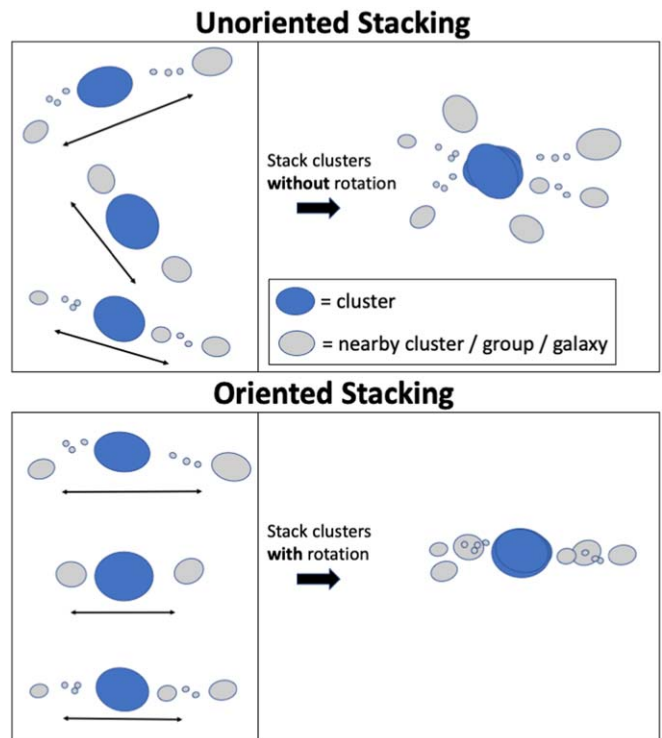 Unoriented Stacking
Stack clusters
without rotation
= cluster
= nearby cluster / group / galaxy
Oriented Stacking
Stack clusters
with rotation